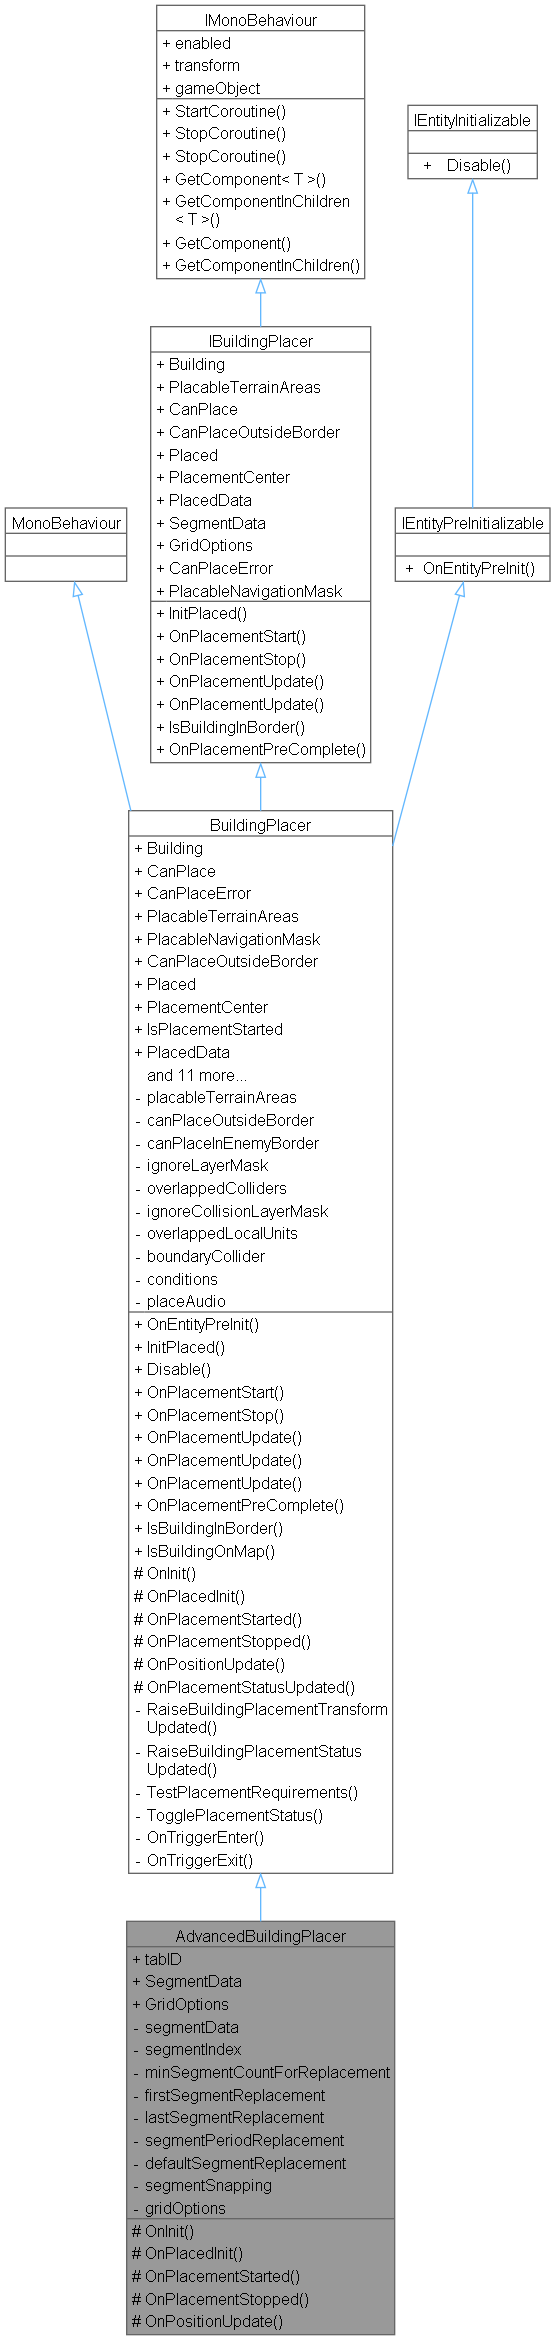 IMonoBehaviour
+ enabled
+ transform
+ gameObject
+ StartCoroutine()
+ StopCoroutine()
+ StopCoroutine()
+ GetComponent< T >()
+ GetComponentInChildren
< T >()
+ GetComponent()
+ GetComponentInChildren()
IEntityInitializable
+ Disable()
IBuildingPlacer
+ Building
+ PlacableTerrainAreas
+ CanPlace
+ CanPlaceOutsideBorder
+ Placed
+ PlacementCenter
+ PlacedData
+ SegmentData
+ GridOptions
+ CanPlaceError
+ PlacableNavigationMask
+ InitPlaced()
+ OnPlacementStart()
+ OnPlacementStop()
+ OnPlacementUpdate()
+ OnPlacementUpdate()
+ IsBuildingInBorder()
+ OnPlacementPreComplete()
MonoBehaviour
IEntityPreInitializable
+ OnEntityPreInit()
BuildingPlacer
+ Building
+ CanPlace
+ CanPlaceError
+ PlacableTerrainAreas
+ PlacableNavigationMask
+ CanPlaceOutsideBorder
+ Placed
+ PlacementCenter
+ IsPlacementStarted
+ PlacedData
and 11 more...
- placableTerrainAreas
- canPlaceOutsideBorder
- canPlaceInEnemyBorder
- ignoreLayerMask
- overlappedColliders
- ignoreCollisionLayerMask
- overlappedLocalUnits
- boundaryCollider
- conditions
- placeAudio
+ OnEntityPreInit()
+ InitPlaced()
+ Disable()
+ OnPlacementStart()
+ OnPlacementStop()
+ OnPlacementUpdate()
+ OnPlacementUpdate()
+ OnPlacementUpdate()
+ OnPlacementPreComplete()
+ IsBuildingInBorder()
+ IsBuildingOnMap()
# OnInit()
# OnPlacedInit()
# OnPlacementStarted()
# OnPlacementStopped()
# OnPositionUpdate()
# OnPlacementStatusUpdated()
- RaiseBuildingPlacementTransform
Updated()
- RaiseBuildingPlacementStatus
Updated()
- TestPlacementRequirements()
- TogglePlacementStatus()
- OnTriggerEnter()
- OnTriggerExit()
AdvancedBuildingPlacer
+ tabID
+ SegmentData
+ GridOptions
- segmentData
- segmentIndex
- minSegmentCountForReplacement
- firstSegmentReplacement
- lastSegmentReplacement
- segmentPeriodReplacement
- defaultSegmentReplacement
- segmentSnapping
- gridOptions
# OnInit()
# OnPlacedInit()
# OnPlacementStarted()
# OnPlacementStopped()
# OnPositionUpdate()